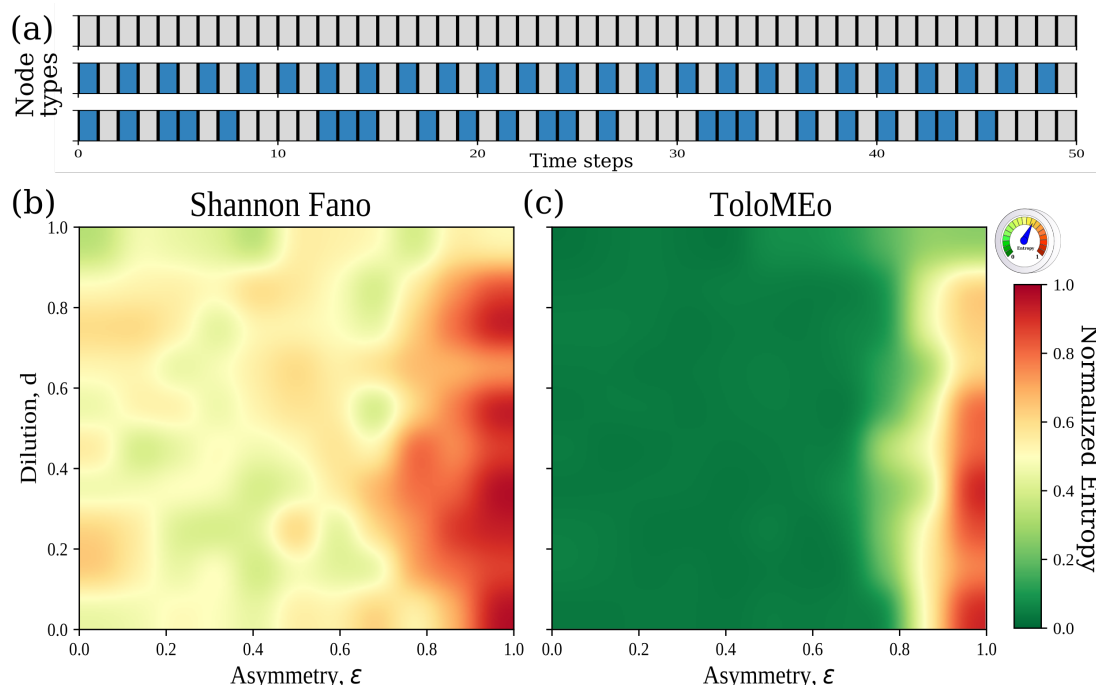 (a)
Node
types
0 10 20 30 40 50
Time steps
(b) Shannon Fano (c) ToloMEo
1.0
0.8
0.6
0.4
0.2
0.0
Dilution, d
0.0 0.2 0.4 0.6 0.8 1.0
Asymmetry, ε
0.0 0.2 0.4 0.6 0.8 1.0
Asymmetry, ε
Entropy
0 1
1.0
0.8
0.6
0.4
0.2
0.0
Normalized Entropy